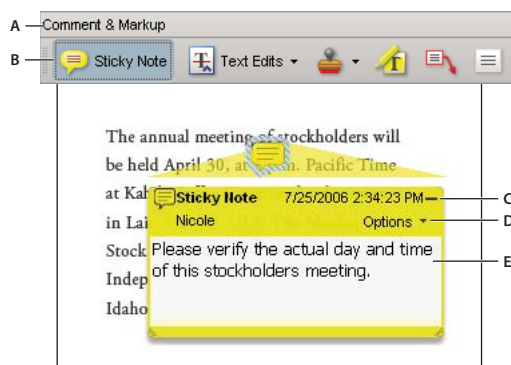 A Comment & Markup
B Sticky Note Text Edits
The annual meeting of stockholders will
be held April 30, at Pacific Time
at
in
Stock
Indep
Idaho
Sticky Note 7/25/2006 2:34:23 PM C
Nicole Options D
Please verify the actual day and time E
of this stockholders meeting.